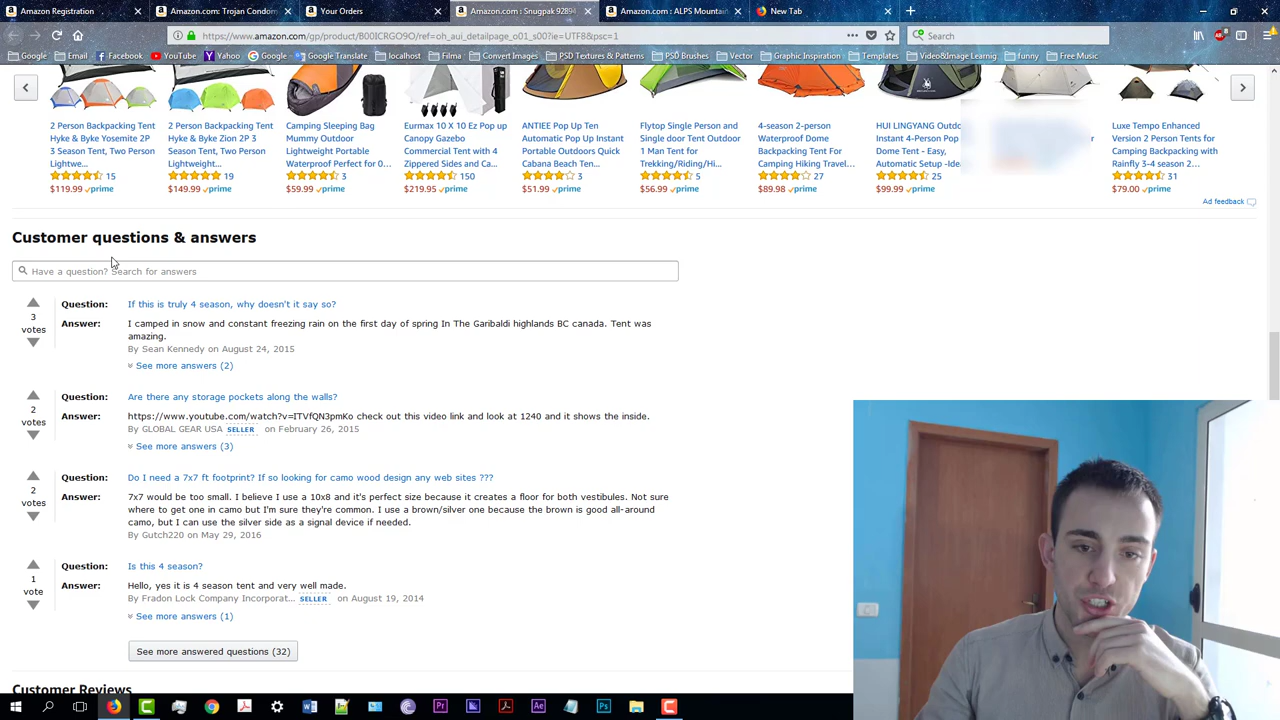 Amazon Registration
Amazon.com: Trojan Condom
Your Orders
Amazon.com : Snugpak 92894
Amazon.com : ALPS Mountain
New Tab
https://www.amazon.com/gp/product/B00ICRGO9O/ref=oh_aui_detailpage_o01_s00?ie=UTF8&psc=1
Search
Google Email Facebook YouTube Yahoo Google Google Translate localhost Filma Convert Images PSD Textures & Patterns PSD Brushes Vector Graphic Inspiration Templates Video&Image Learnig funny Free Music
2 Person Backpacking Tent
Hyke & Byke Yosemite 2P
3 Season Tent, Two Person
Lightwe...
15
$119.99 prime
2 Person Backpacking Tent
Hyke & Byke Zion 2P 3
Season Tent, Two Person
Lightweight...
19
$149.99 prime
Camping Sleeping Bag
Mummy Outdoor
Lightweight Portable
Waterproof Perfect for 0...
3
$59.99 prime
Eurmax 10 X 10 Ez Pop up
Canopy Gazebo
Commercial Tent with 4
Zippered Sides and Ca...
150
$219.95 prime
ANTIEE Pop Up Ten
Automatic Pop Up Instant
Portable Outdoors Quick
Cabana Beach Ten...
3
$51.99 prime
Flytop Single Person and
Single door Tent Outdoor
1 Man Tent for
Trekking/Riding/Hi...
5
$56.99 prime
4-season 2-person
Waterproof Dome
Backpacking Tent For
Camping Hiking Travel...
27
$89.98 prime
HUI LINGYANG Outdoo
Instant 4-Person Pop
Dome Tent - Easy,
Automatic Setup -Idea
25
$99.99 prime
Luxe Tempo Enhanced
Version 2 Person Tents for
Camping Backpacking with
Rainfly 3-4 season 2...
31
$79.00 prime
Ad feedback
Customer questions & answers
Have a question? Search for answers
3
votes
Question: If this is truly 4 season, why doesn't it say so?
Answer: I camped in snow and constant freezing rain on the first day of spring In The Garibaldi highlands BC canada. Tent was
amazing.
By Sean Kennedy on August 24, 2015
See more answers (2)
2
votes
Question: Are there any storage pockets along the walls?
Answer: https://www.youtube.com/watch?v=ITVfQN3pmKo check out this video link and look at 1240 and it shows the inside.
By GLOBAL GEAR USA SELLER on February 26, 2015
See more answers (3)
2
votes
Question: Do I need a 7x7 ft footprint? If so looking for camo wood design any web sites ???
Answer: 7x7 would be too small. I believe I use a 10x8 and it's perfect size because it creates a floor for both vestibules. Not sure
where to get one in camo but I'm sure they're common. I use a brown/silver one because the brown is good all-around
camo, but I can use the silver side as a signal device if needed.
By Gutch220 on May 29, 2016
1
vote
Question: Is this 4 season?
Answer: Hello, yes it is 4 season tent and very well made.
By Fradon Lock Company Incorporat... SELLER on August 19, 2014
See more answers (1)
See more answered questions (32)
Customer Reviews